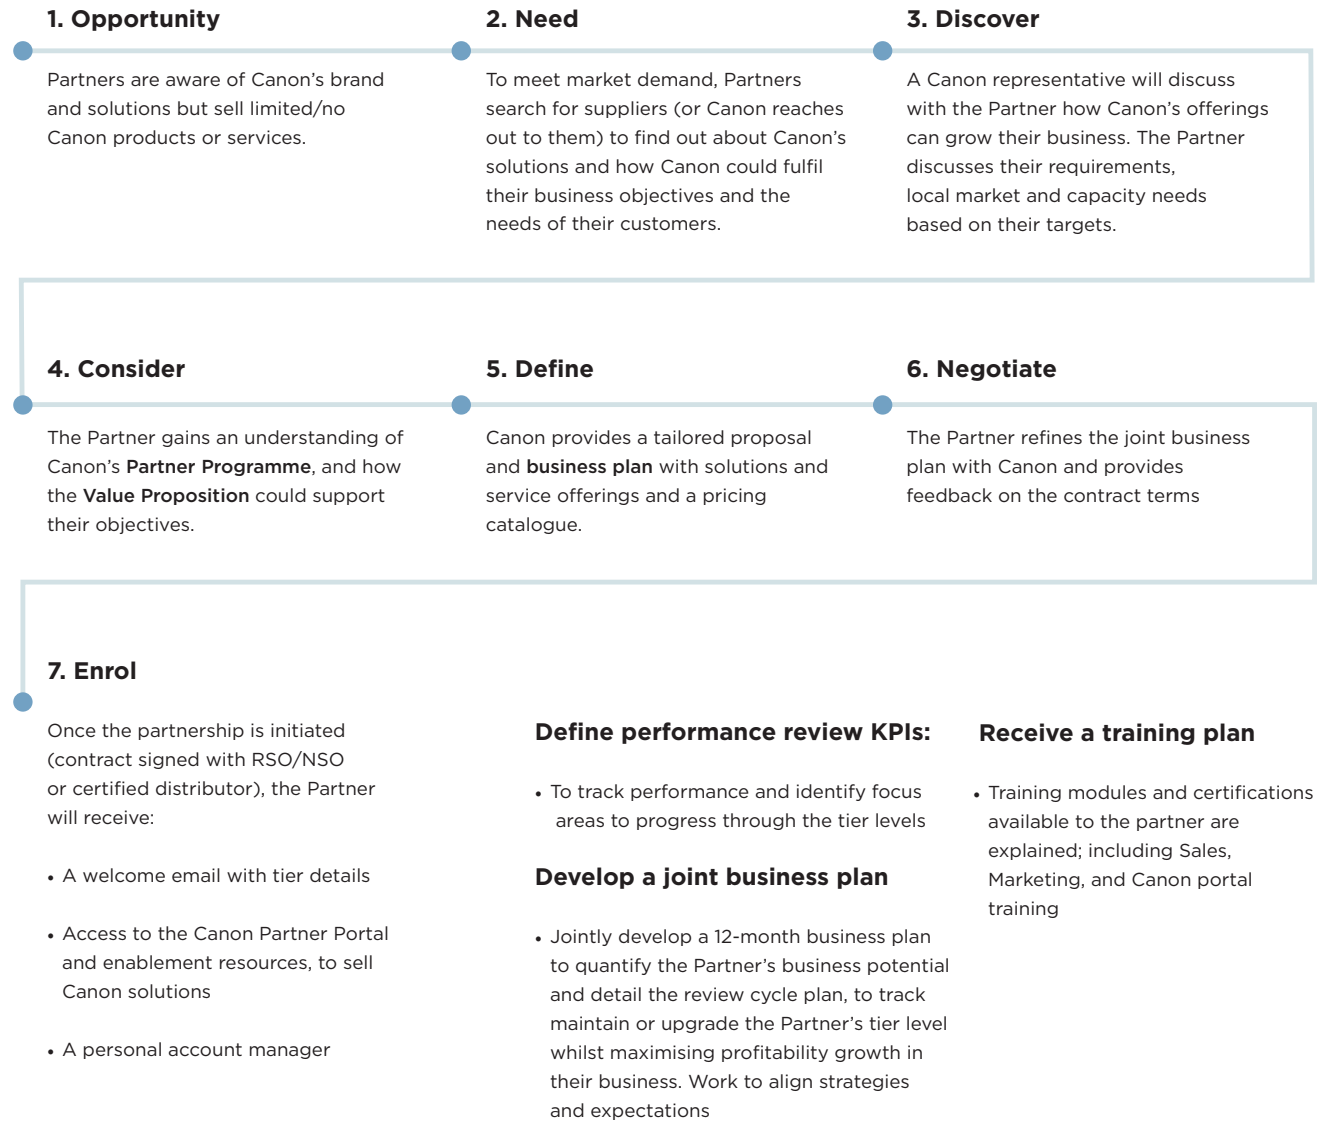 1. Opportunity
Partners are aware of Canon's brand
and solutions but sell limited/no
Canon products or services.
2. Need
To meet market demand, Partners
search for suppliers (or Canon reaches
out to them) to find out about Canon's
solutions and how Canon could fulfil
their business objectives and the
needs of their customers.
3. Discover
A Canon representative will discuss
with the Partner how Canon's offerings
can grow their business. The Partner
discusses their requirements,
local market and capacity needs
based on their targets.
4. Consider
The Partner gains an understanding of
Canon's Partner Programme, and how
the Value Proposition could support
their objectives.
5. Define
Canon provides a tailored proposal
and business plan with solutions and
service offerings and a pricing
catalogue.
6. Negotiate
The Partner refines the joint business
plan with Canon and provides
feedback on the contract terms
7. Enrol
Once the partnership is initiated
(contract signed with RSO/NSO
or certified distributor), the Partner
will receive:
• A welcome email with tier details
• Access to the Canon Partner Portal
and enablement resources, to sell
Canon solutions
• A personal account manager
Define performance review KPIs:
• To track performance and identify focus
areas to progress through the tier levels
Develop a joint business plan
• Jointly develop a 12-month business plan
to quantify the Partner's business potential
and detail the review cycle plan, to track
maintain or upgrade the Partner's tier level
whilst maximising profitability growth in
their business. Work to align strategies
and expectations
Receive a training plan
• Training modules and certifications
available to the partner are
explained; including Sales,
Marketing, and Canon portal
training